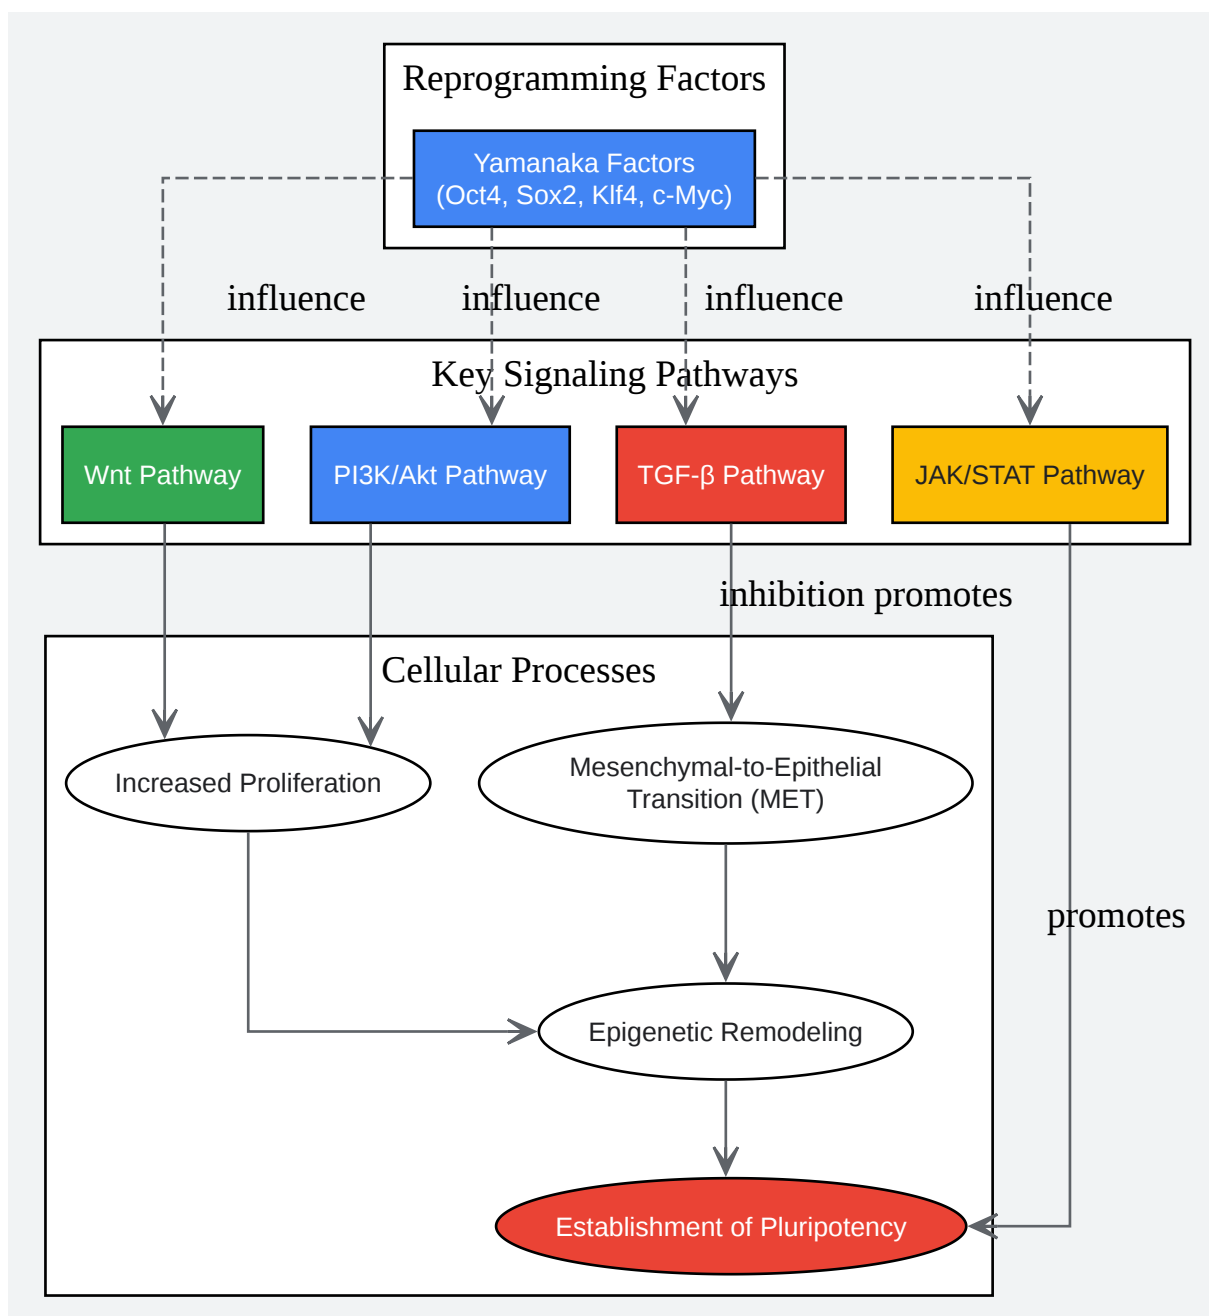 Reprogramming Factors
Yamanaka Factors
(Oct4, Sox2, Klf4, c-Myc)
influence
influence
influence
influence
Key Signaling Pathways
Wnt Pathway
PI3K/Akt Pathway
TGF-β Pathway
JAK/STAT Pathway
inhibition promotes
Cellular Processes
Increased Proliferation
Mesenchymal-to-Epithelial
Transition (MET)
promotes
Epigenetic Remodeling
Establishment of Pluripotency